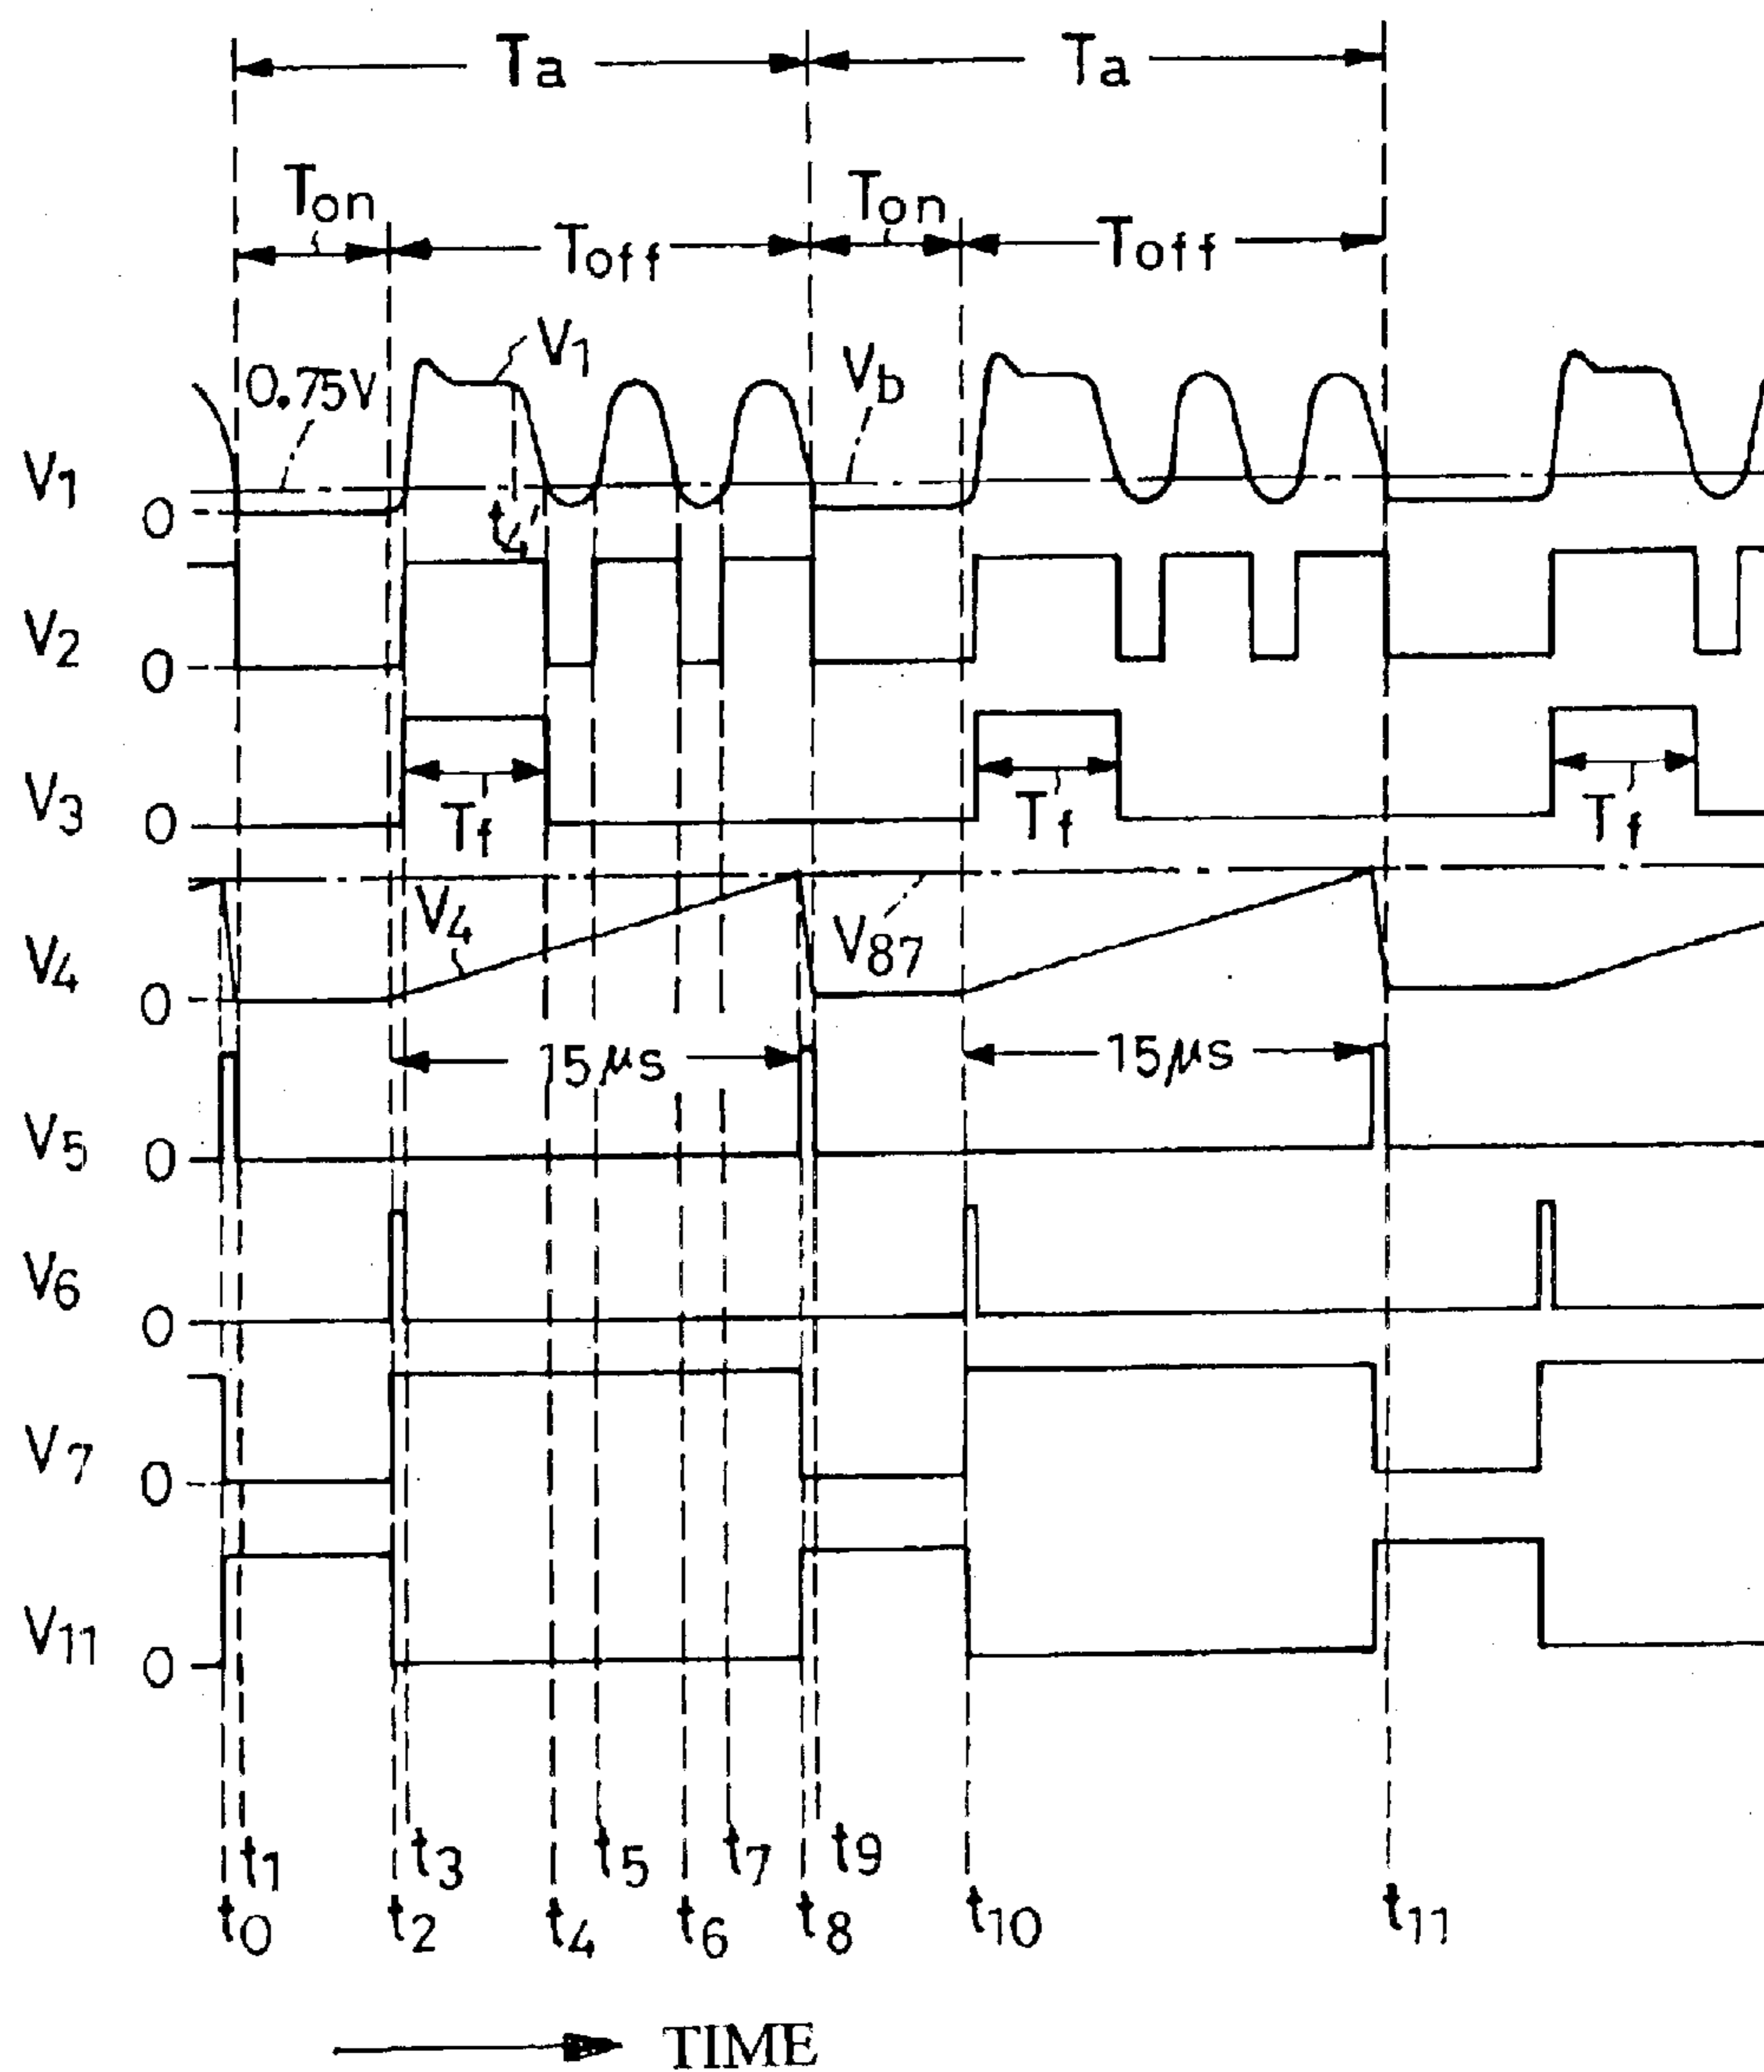 Ta Ta
Ton Ton
Toff Toff
V1 Vb
0.75V
V1
0
t4
V2
0
V3
0
Tf Tf Tf
V4 V87
V4
0
15μs 15μs
V5
0
V6
0
V7
0
V11
0
t1 t3 t5 t7 t9
t0 t2 t4 t6 t8 t10 t11
TIME